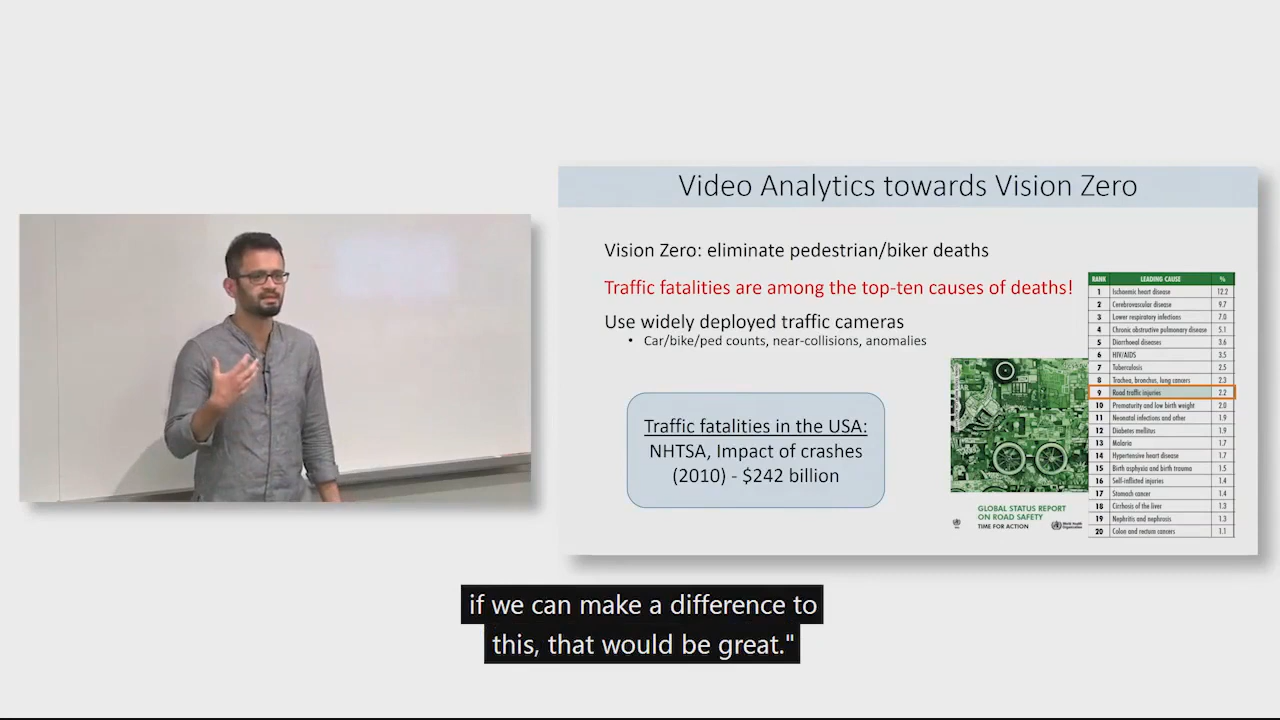 Video Analytics towards Vision Zero
Vision Zero: eliminate pedestrian/biker deaths
Traffic fatalities are among the top-ten causes of deaths!
Use widely deployed traffic cameras
• Car/bike/ped counts, near-collisions, anomalies
Traffic fatalities in the USA:
NHTSA, Impact of crashes
(2010) - $242 billion
GLOBAL STATUS REPORT
ON ROAD SAFETY
TIME FOR ACTION
World Health
Organization
RANK LEADING CAUSE %
1 Ischaemic heart disease 12.2
2 Cerebrovascular disease 9.7
3 Lower respiratory infections 7.0
4 Chronic obstructive pulmonary disease 5.1
5 Diarrhoeal diseases 3.6
6 HIV/AIDS 3.5
7 Tuberculosis 2.5
8 Trachea, bronchus, lung cancers 2.3
9 Road traffic injuries 2.2
10 Prematurity and low birth weight 2.0
11 Neonatal infections and other 1.9
12 Diabetes mellitus 1.9
13 Malaria 1.7
14 Hypertensive heart disease 1.7
15 Birth asphyxia and birth trauma 1.5
16 Self-inflicted injuries 1.4
17 Stomach cancer 1.4
18 Cirrhosis of the liver 1.3
19 Nephritis and nephrosis 1.3
20 Colon and rectum cancers 1.1
if we can make a difference to
this, that would be great."